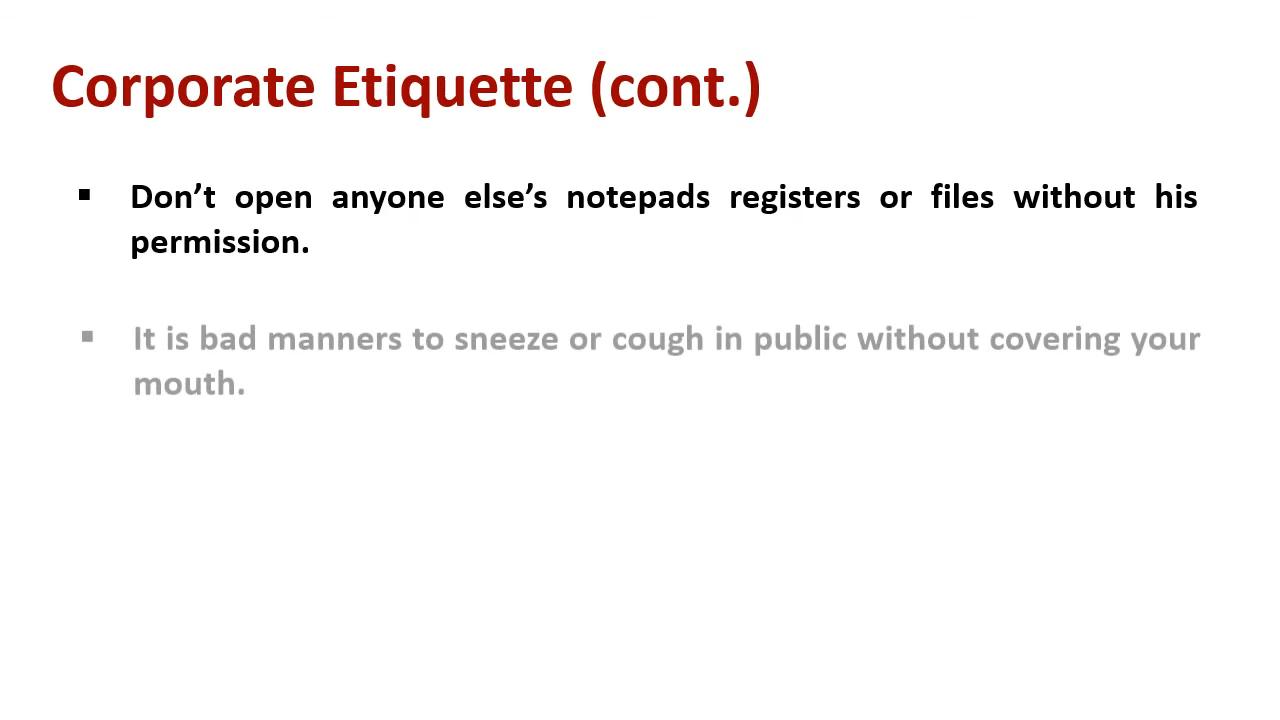 Corporate Etiquette (cont.)
▪ Don’t open anyone else’s notepads registers or files without his
permission.
▪ It is bad manners to sneeze or cough in public without covering your
mouth.